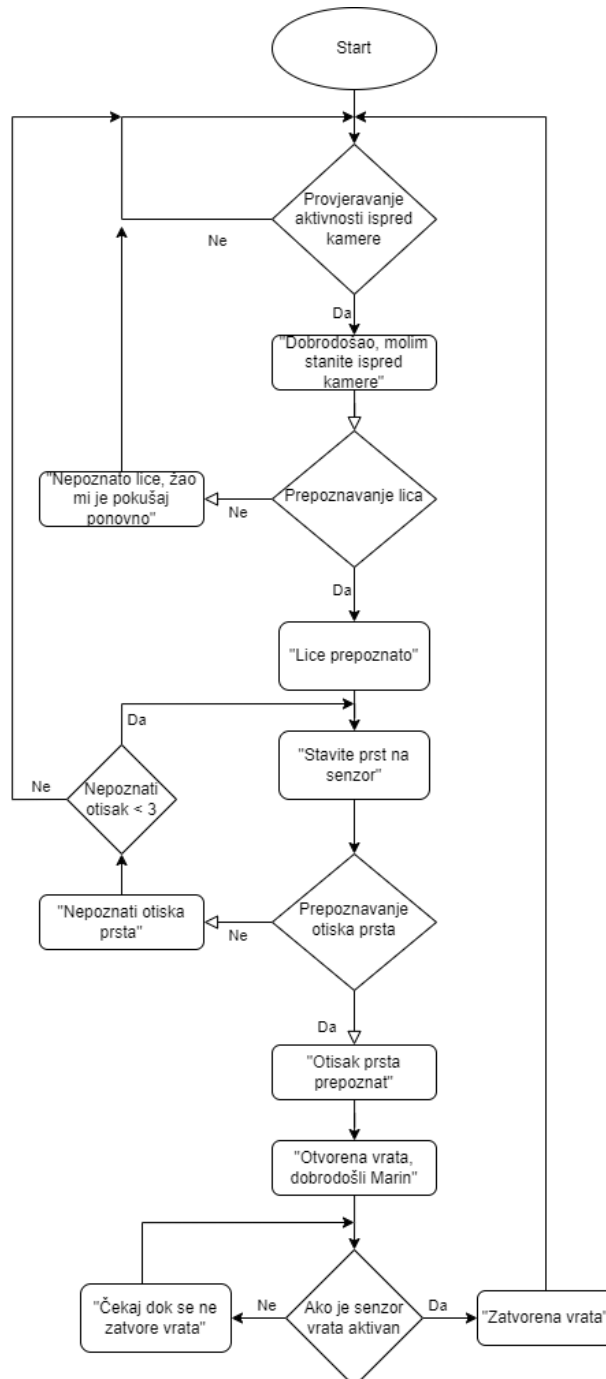 Start
Provjeravanje
aktivnosti ispred
kamere
Ne
Da
"Dobrodošao, molim
stanite ispred
kamere"
Prepoznavanje lica
Ne
"Nepoznato lice, žao
mi je pokušaj
ponovno"
Da
"Lice prepoznato"
Da
"Stavite prst na
senzor"
Ne
Nepoznati
otisak < 3
Prepoznavanje
otiska prsta
Ne
"Nepoznati otiska
prsta"
Da
"Otisak prsta
prepoznat"
"Otvorena vrata,
dobrodošli Marin"
Ako je senzor
vrata aktivan
Ne
"Čekaj dok se ne
zatvore vrata"
Da
"Zatvorena vrata"